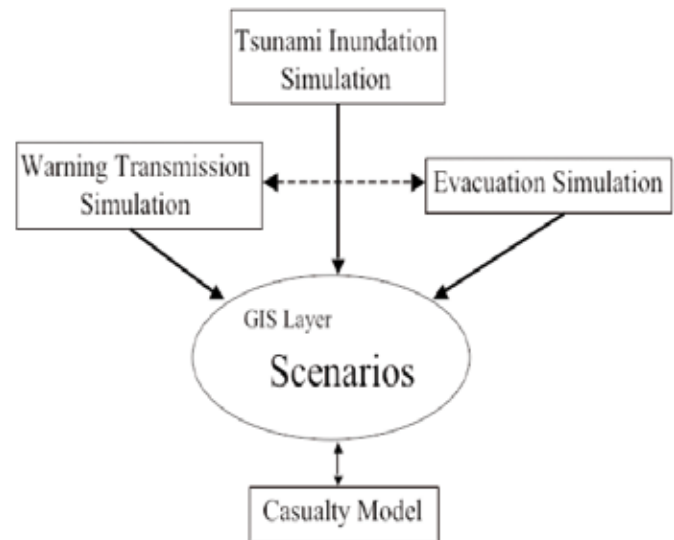 Tsunami Inundation
Simulation
Warning Transmission
Simulation
Evacuation Simulation
GIS Layer
Scenarios
Casualty Model